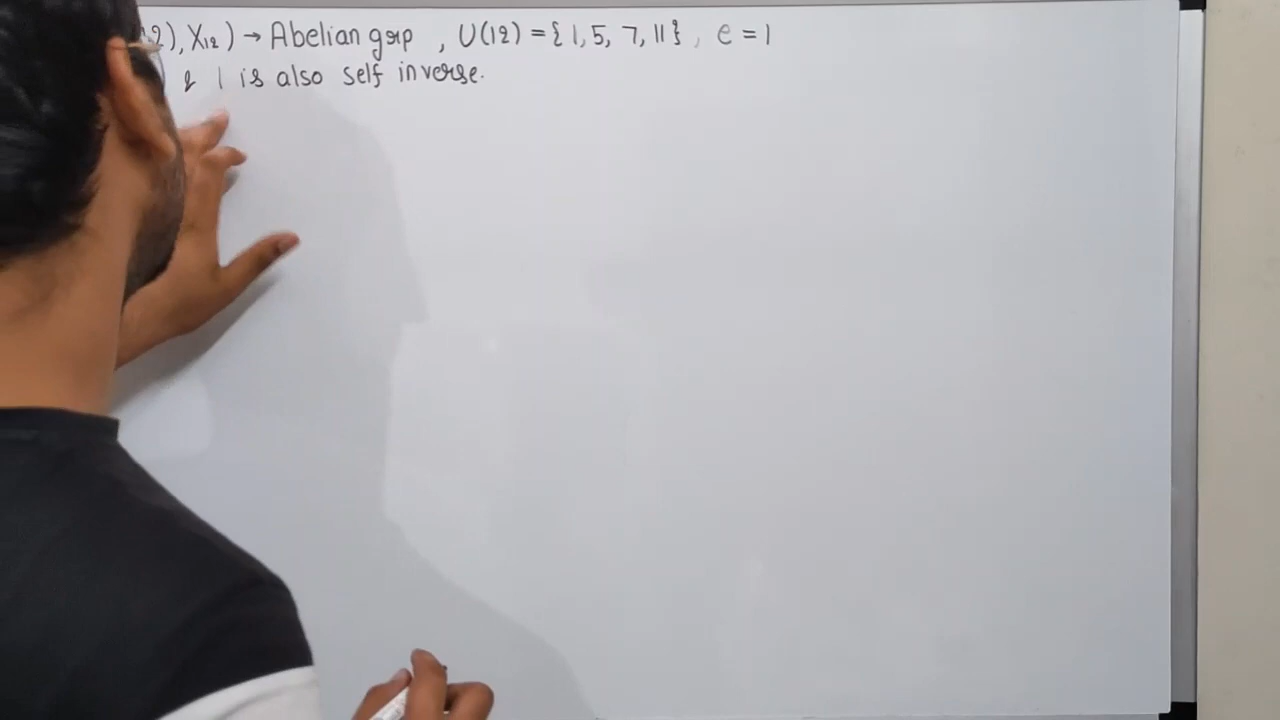 2), X₁₂) → Abelian grp , U(12) = { 1, 5, 7, 11 } , e = 1
& 1 is also self inverse.